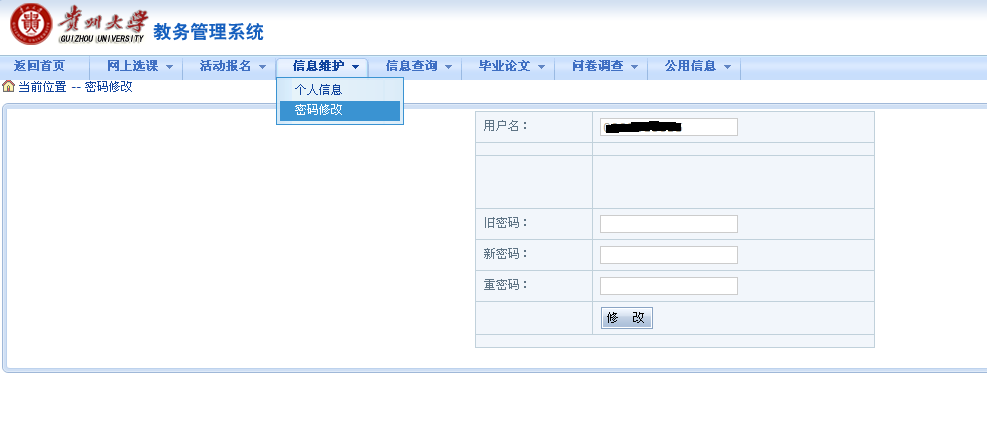 贵州大学
GUIZHOU UNIVERSITY
教务管理系统
返回首页 网上选课 活动报名 信息维护 信息查询 毕业论文 问卷调查 公用信息
当前位置 -- 密码修改
个人信息
密码修改
用户名：
旧密码：
新密码：
重密码：
修 改